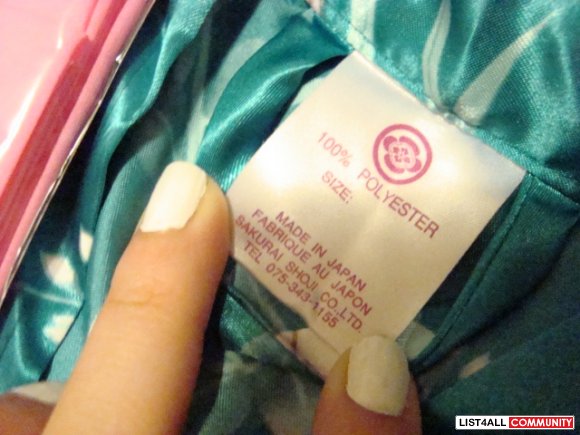 100% POLYESTER
SIZE:
MADE IN JAPAN
FABRIQUE AU JAPON
SAKURAI SHOJI CO.,LTD.
TEL 075-343-1155
LIST4ALL COMMUNITY